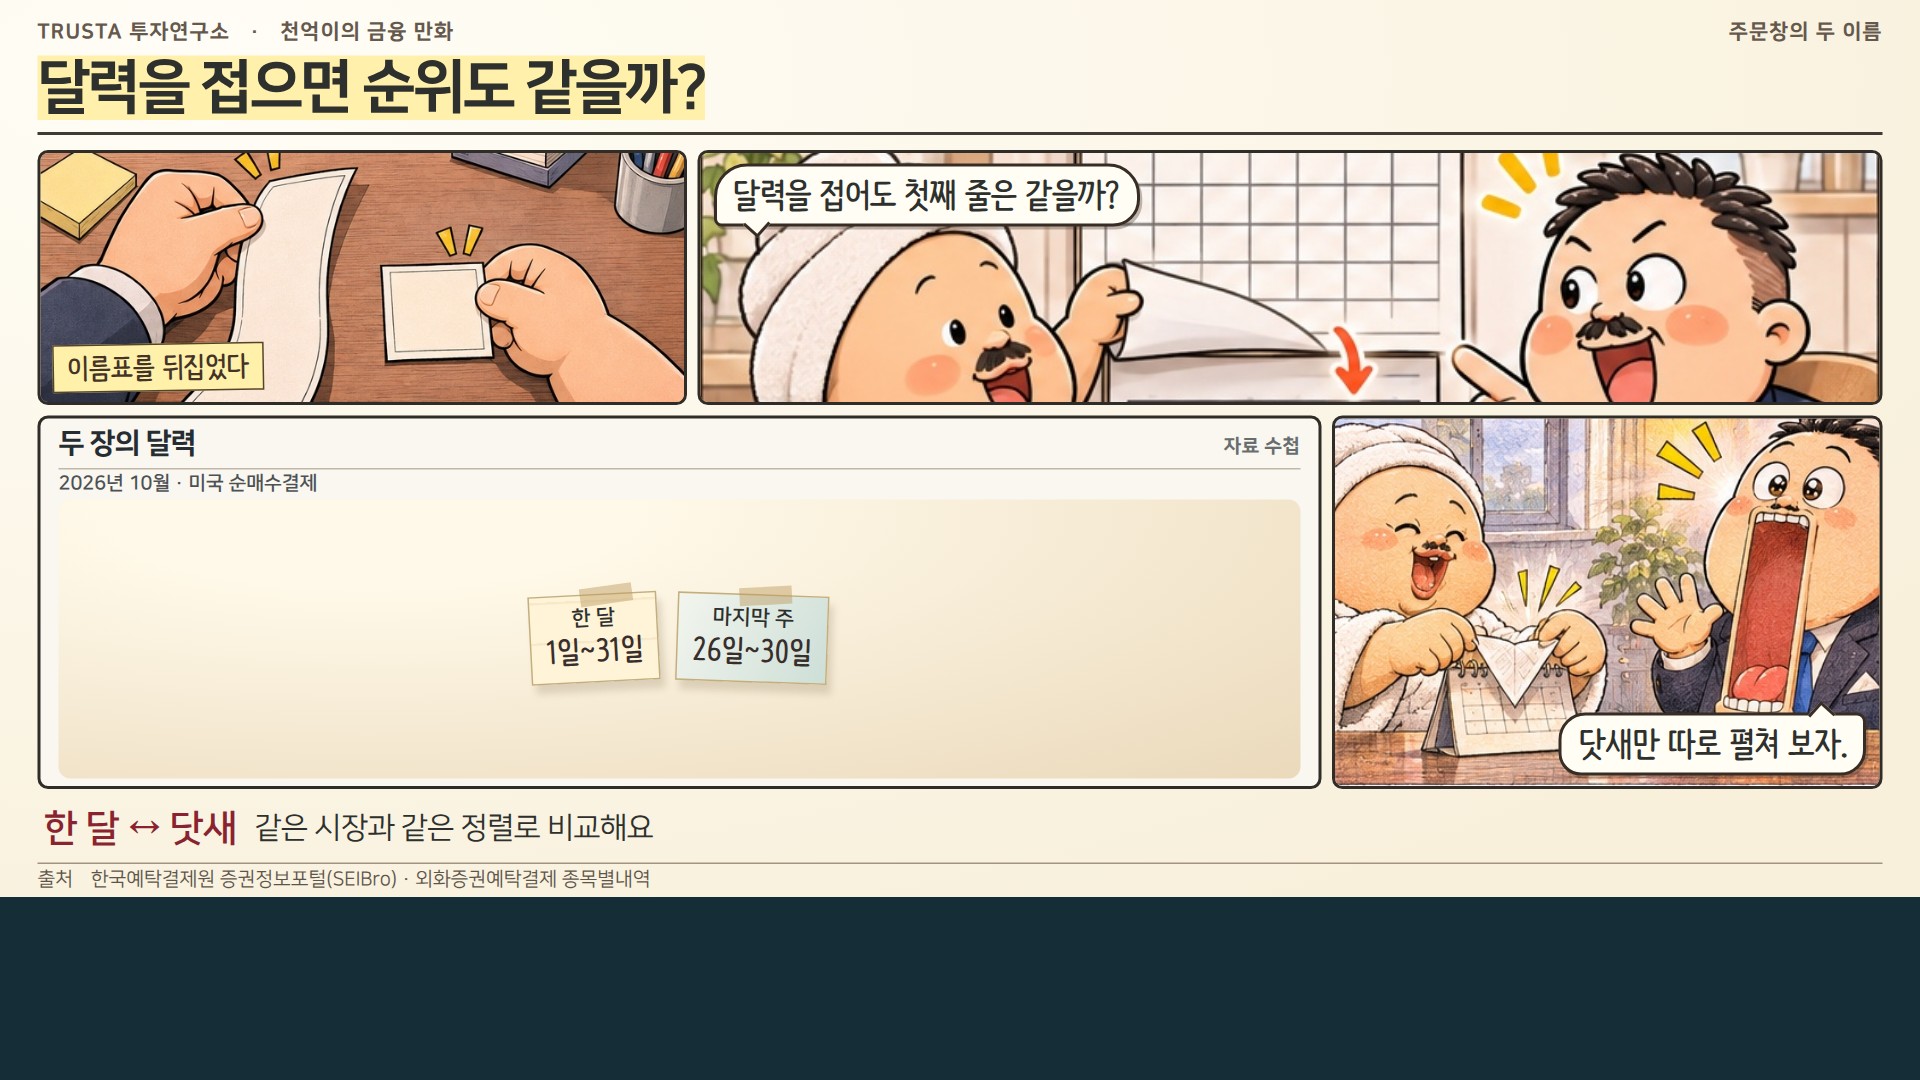 TRUSTA 투자연구소 · 천억이의 금융 만화
주문창의 두 이름
달력을 접으면 순위도 같을까?
이름표를 뒤집었다
달력을 접어도 첫째 줄은 같을까?
두 장의 달력
자료 수첩
2026년 10월 · 미국 순매수결제
한 달
1일~31일
마지막 주
26일~30일
닷새만 따로 펼쳐 보자.
한 달 ↔ 닷새 같은 시장과 같은 정렬로 비교해요
출처 한국예탁결제원 증권정보포털(SEIBro) · 외화증권예탁결제 종목별내역